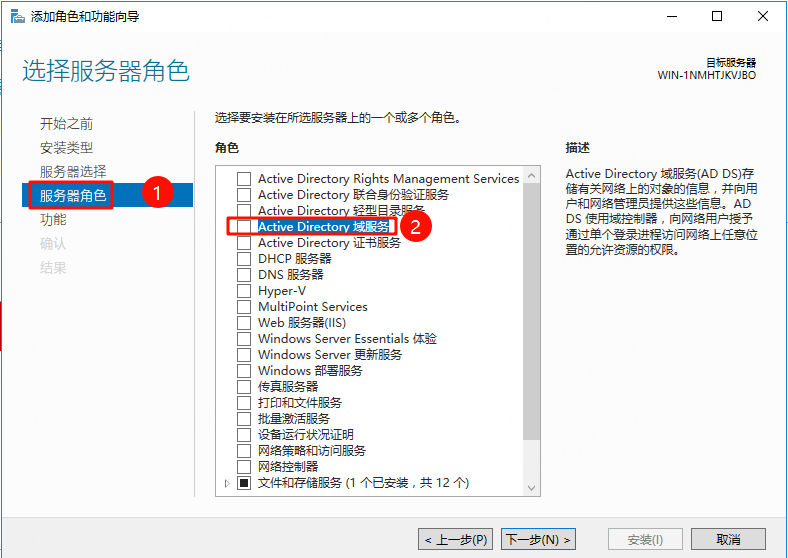 添加角色和功能向导
选择服务器角色
目标服务器
WIN-1NMHTJKVJBO
开始之前
安装类型
服务器选择
服务器角色
1
功能
确认
结果
选择要安装在所选服务器上的一个或多个角色。
角色
Active Directory Rights Management Services
Active Directory 联合身份验证服务
Active Directory 轻型目录服务
Active Directory 域服务
2
Active Directory 证书服务
DHCP 服务器
DNS 服务器
Hyper-V
MultiPoint Services
Web 服务器(IIS)
Windows Server Essentials 体验
Windows Server 更新服务
Windows 部署服务
传真服务器
打印和文件服务
批量激活服务
设备运行状况证明
网络策略和访问服务
网络控制器
文件和存储服务 (1 个已安装，共 12 个)
描述
Active Directory 域服务(AD DS)存
储有关网络上的对象的信息，并向用
户和网络管理员提供这些信息。AD
DS 使用域控制器，向网络用户授予
通过单个登录进程访问网络上任意位
置的允许资源的权限。
< 上一步(P)
下一步(N) >
安装(I)
取消